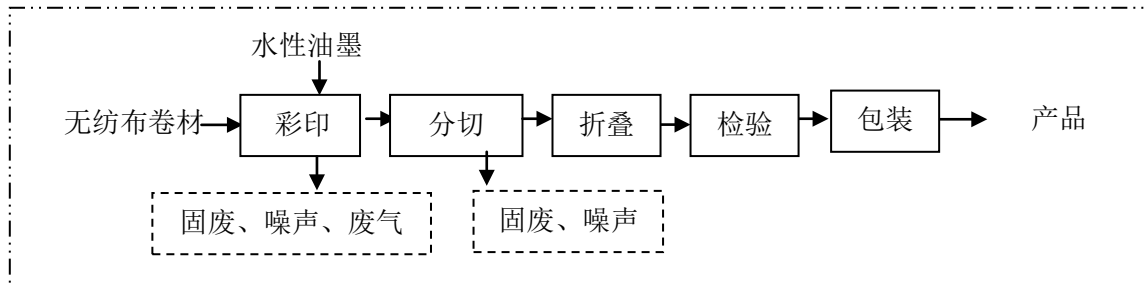 水性油墨
无纺布卷材
彩印
分切
折叠
检验
包装
产品
固废、噪声、废气
固废、噪声